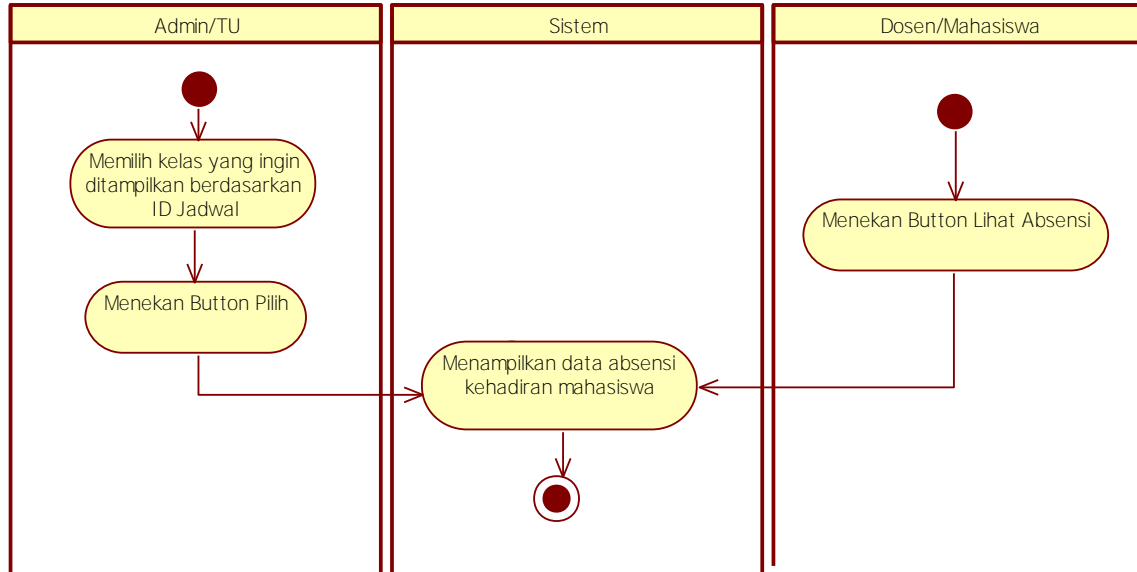 Admin/TU
Sistem
Dosen/Mahasiswa
Memilih kelas yang ingin
ditampilkan berdasarkan
ID Jadwal
Menekan Button Pilih
Menekan Button Lihat Absensi
Menampilkan data absensi
kehadiran mahasiswa